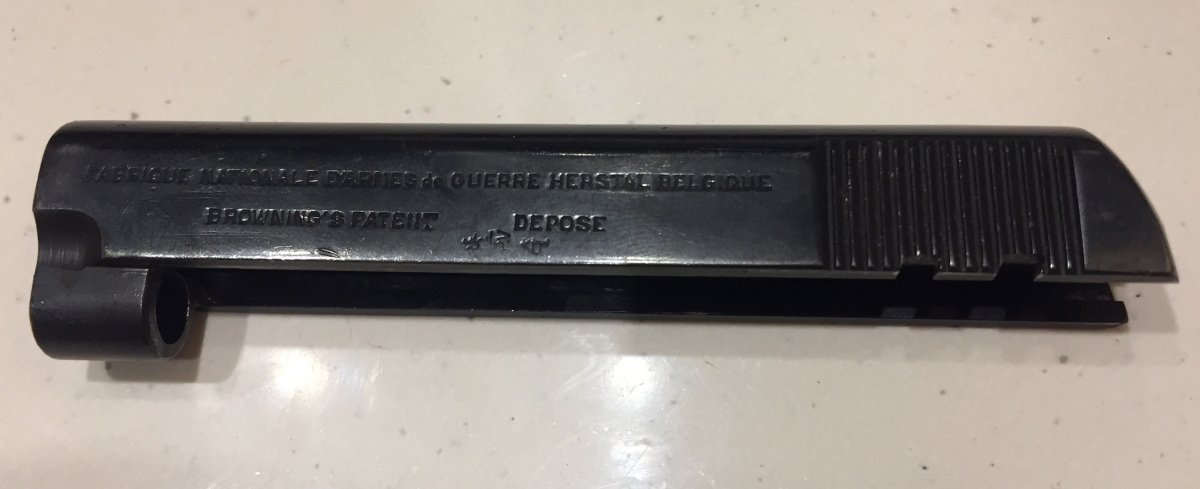 FABRIQUE NATIONALE D'ARMES de GUERRE HERSTAL BELGIQUE
BROWNING'S PATENT DEPOSE